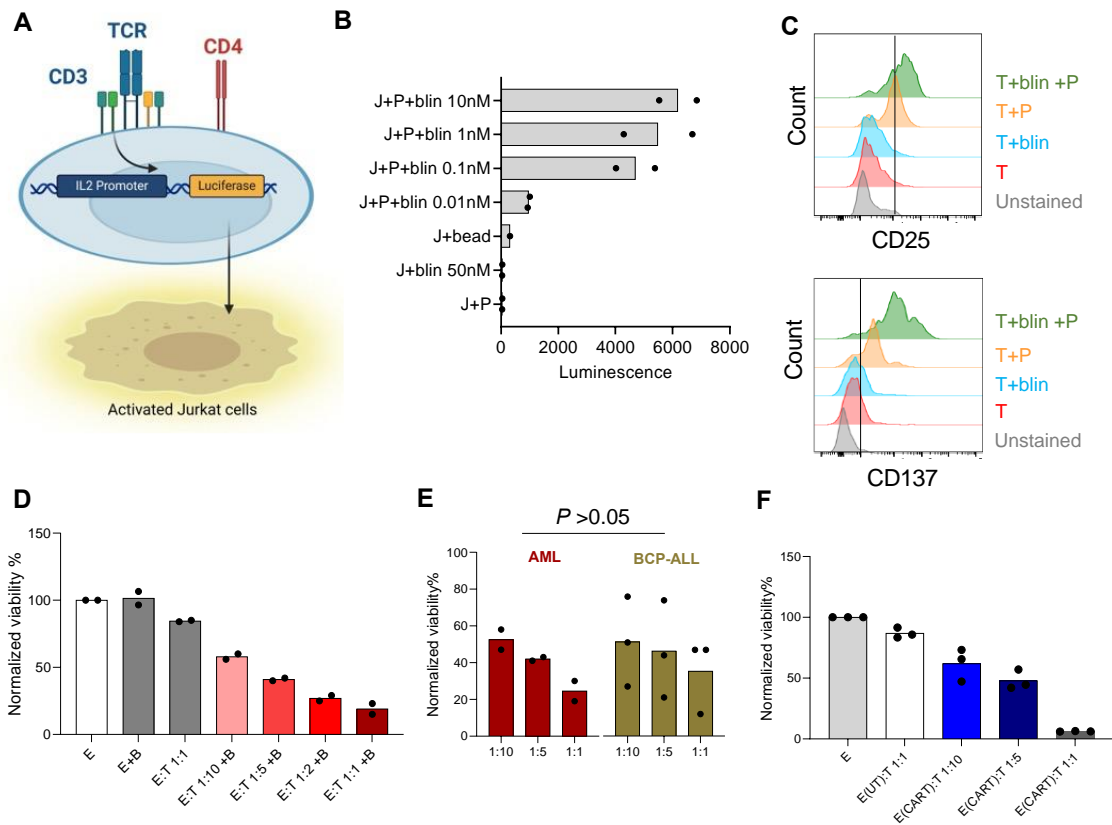 A
TCR
CD4
CD3
IL2 Promoter
Luciferase
Activated Jurkat cells
B
J+P+blin 10nM
J+P+blin 1nM
J+P+blin 0.1nM
J+P+blin 0.01nM
J+bead
J+blin 50nM
J+P
0 2000 4000 6000 8000
Luminescence
C
Count
T+blin +P
T+P
T+blin
T
Unstained
CD25
Count
T+blin +P
T+P
T+blin
T
Unstained
CD137
D
Normalized viability %
150
100
50
0
E
E+B
E:T 1:1
E:T 1:10 +B
E:T 1:5 +B
E:T 1:2 +B
E:T 1:1 +B
E
P >0.05
AML
BCP-ALL
Normalized viability%
100
80
60
40
20
0
1:10 1:5 1:1 1:10 1:5 1:1
F
Normalized viability%
150
100
50
0
E
E(UT):T 1:1
E(CART):T 1:10
E(CART):T 1:5
E(CART):T 1:1